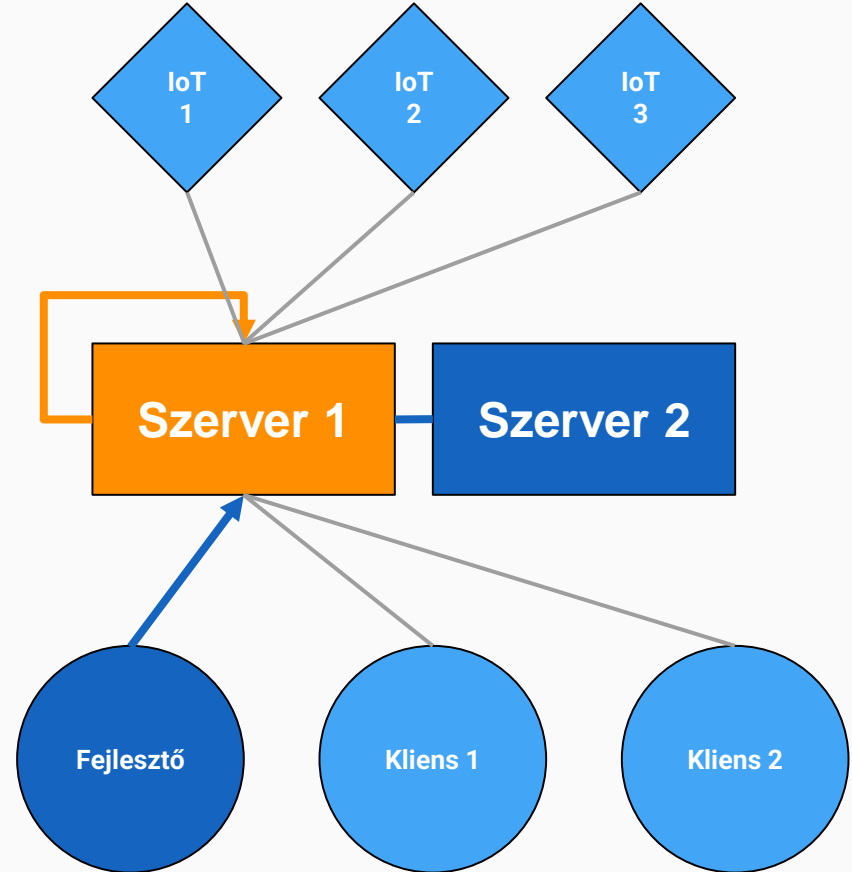 IoT
1
IoT
2
IoT
3
Szerver 1
Szerver 2
Fejlesztő
Kliens 1
Kliens 2